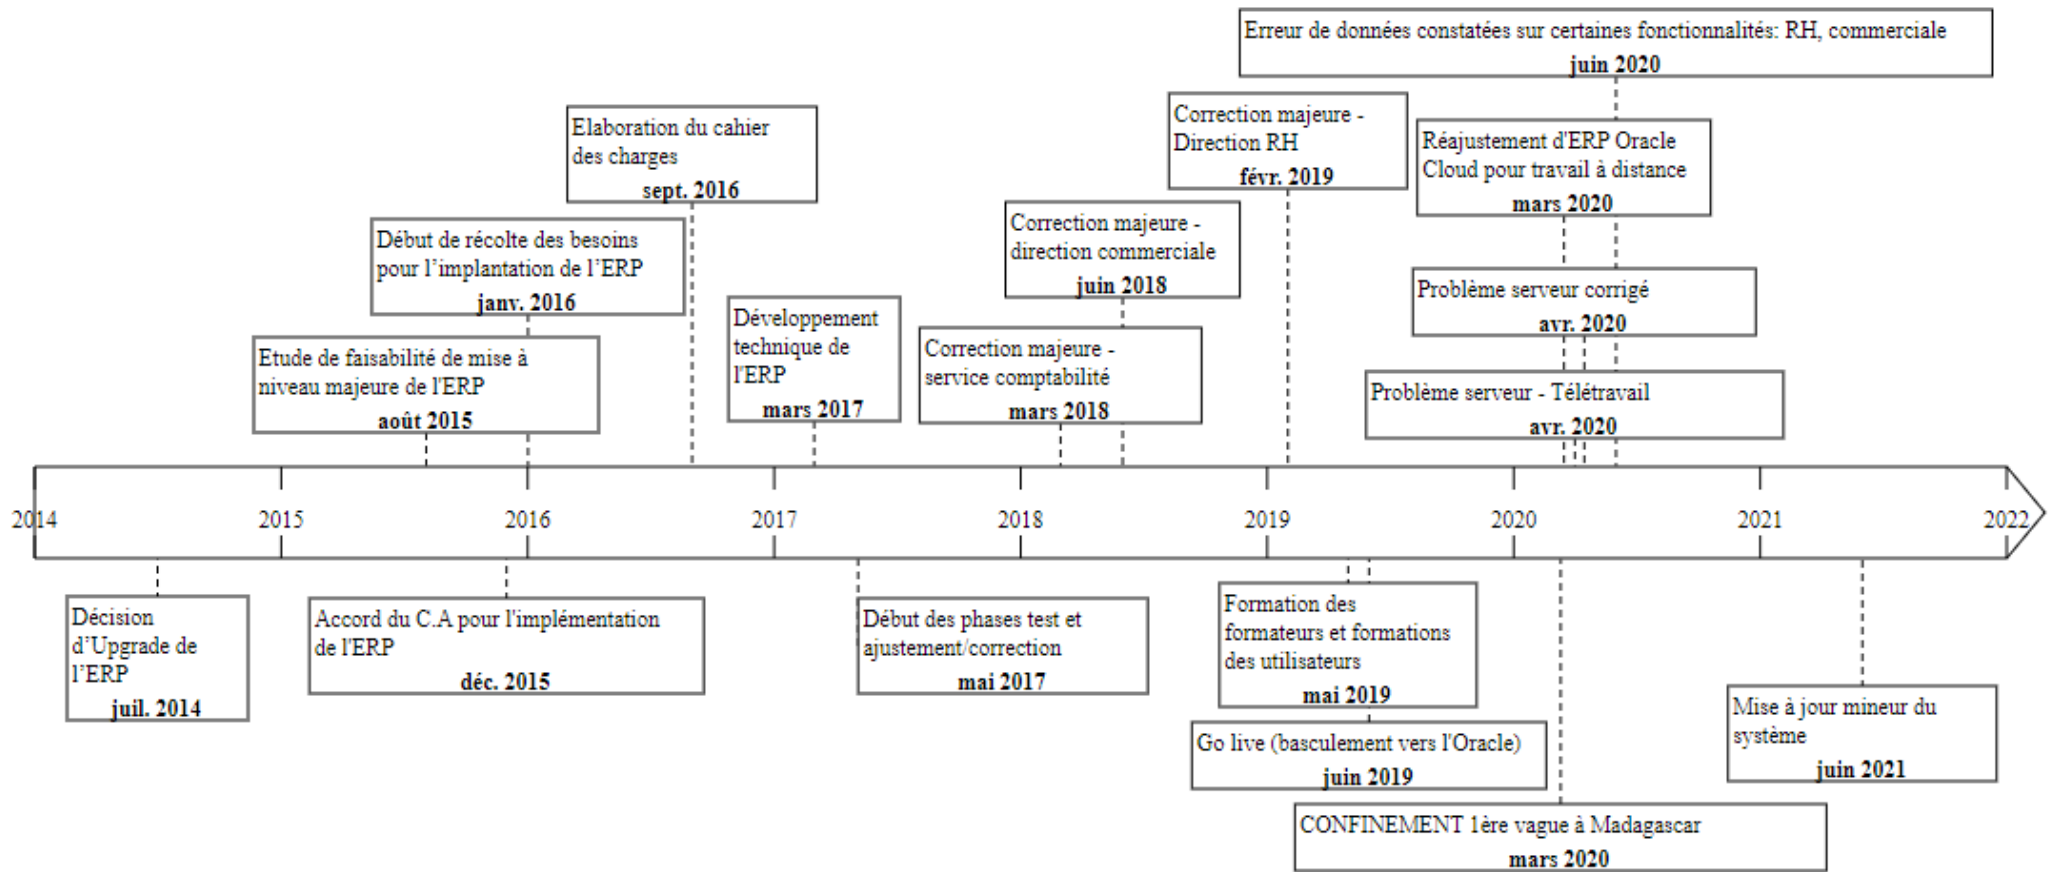 Erreur de données constatées sur certaines fonctionnalités: RH, commerciale
juin 2020
Elaboration du cahier
des charges
sept. 2016
Correction majeure -
Direction RH
févr. 2019
Réajustement d'ERP Oracle
Cloud pour travail à distance
mars 2020
Début de récolte des besoins
pour l’implantation de l’ERP
janv. 2016
Correction majeure -
direction commerciale
juin 2018
Problème serveur corrigé
avr. 2020
Etude de faisabilité de mise à
niveau majeure de l'ERP
août 2015
Développement
technique de
l'ERP
mars 2017
Correction majeure -
service comptabilité
mars 2018
Problème serveur - Télétravail
avr. 2020
2014
2015
2016
2017
2018
2019
2020
2021
2022
Décision
d’Upgrade de
l’ERP
juil. 2014
Accord du C.A pour l'implémentation
de l'ERP
déc. 2015
Début des phases test et
ajustement/correction
mai 2017
Formation des
formateurs et formations
des utilisateurs
mai 2019
Go live (basculement vers l'Oracle)
juin 2019
Mise à jour mineur du
système
juin 2021
CONFINEMENT 1ère vague à Madagascar
mars 2020